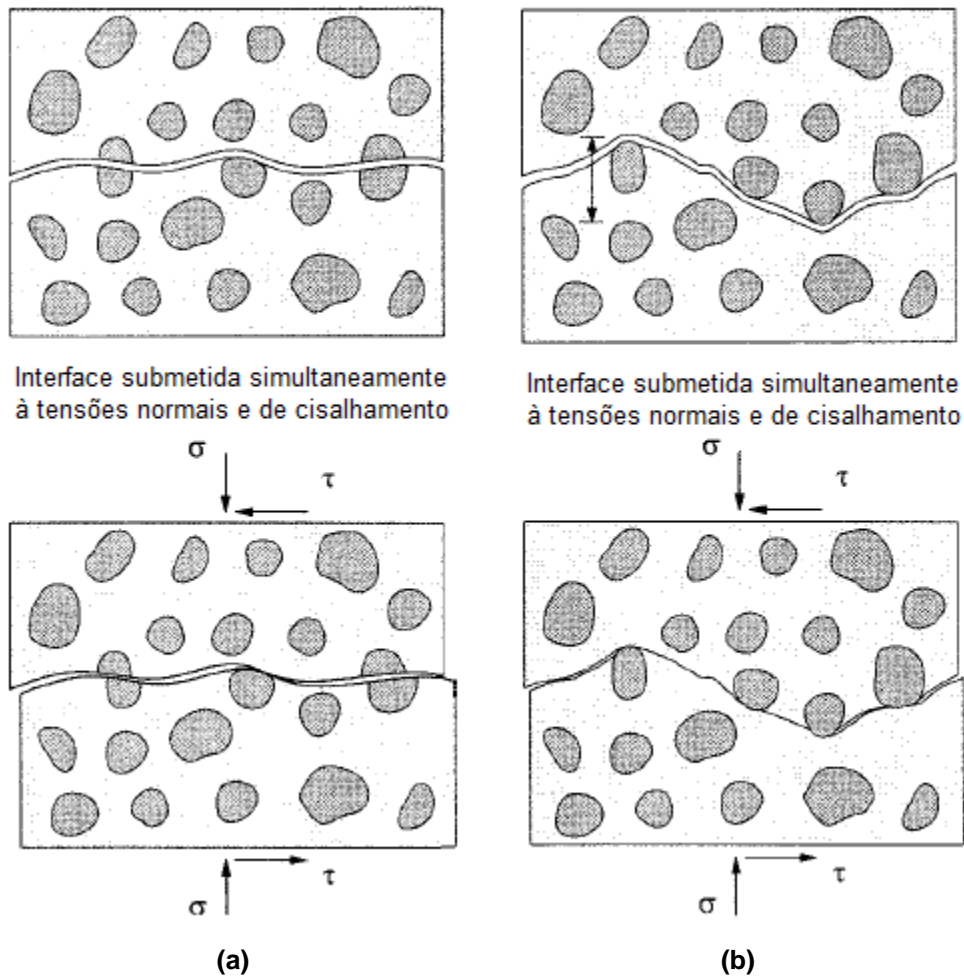 Interface submetida simultaneamente
à tensões normais e de cisalhamento
Interface submetida simultaneamente
à tensões normais e de cisalhamento
σ
τ
σ
τ
τ
σ
τ
σ
(a)
(b)